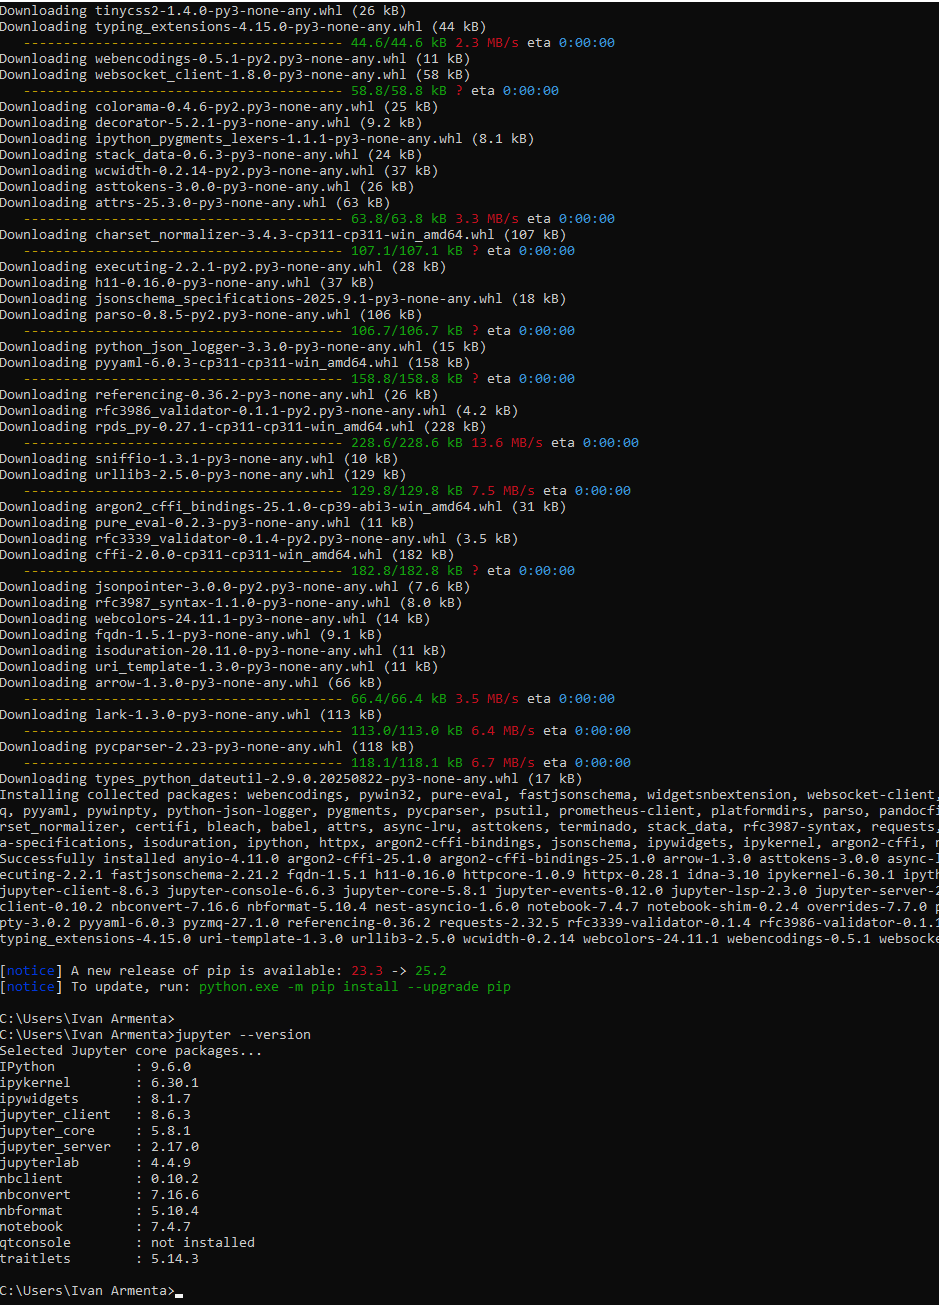 Downloading tinycss2-1.4.0-py3-none-any.whl (26 kB)
Downloading typing_extensions-4.15.0-py3-none-any.whl (44 kB)
   ---------------------------------------- 44.6/44.6 kB 2.3 MB/s eta 0:00:00
Downloading webencodings-0.5.1-py2.py3-none-any.whl (11 kB)
Downloading websocket_client-1.8.0-py3-none-any.whl (58 kB)
   ---------------------------------------- 58.8/58.8 kB ? eta 0:00:00
Downloading colorama-0.4.6-py2.py3-none-any.whl (25 kB)
Downloading decorator-5.2.1-py3-none-any.whl (9.2 kB)
Downloading ipython_pygments_lexers-1.1.1-py3-none-any.whl (8.1 kB)
Downloading stack_data-0.6.3-py3-none-any.whl (24 kB)
Downloading wcwidth-0.2.14-py2.py3-none-any.whl (37 kB)
Downloading asttokens-3.0.0-py3-none-any.whl (26 kB)
Downloading attrs-25.3.0-py3-none-any.whl (63 kB)
   ---------------------------------------- 63.8/63.8 kB 3.3 MB/s eta 0:00:00
Downloading charset_normalizer-3.4.3-cp311-cp311-win_amd64.whl (107 kB)
   ---------------------------------------- 107.1/107.1 kB ? eta 0:00:00
Downloading executing-2.2.1-py2.py3-none-any.whl (28 kB)
Downloading h11-0.16.0-py3-none-any.whl (37 kB)
Downloading jsonschema_specifications-2025.9.1-py3-none-any.whl (18 kB)
Downloading parso-0.8.5-py2.py3-none-any.whl (106 kB)
   ---------------------------------------- 106.7/106.7 kB ? eta 0:00:00
Downloading python_json_logger-3.3.0-py3-none-any.whl (15 kB)
Downloading pyyaml-6.0.3-cp311-cp311-win_amd64.whl (158 kB)
   ---------------------------------------- 158.8/158.8 kB ? eta 0:00:00
Downloading referencing-0.36.2-py3-none-any.whl (26 kB)
Downloading rfc3986_validator-0.1.1-py2.py3-none-any.whl (4.2 kB)
Downloading rpds_py-0.27.1-cp311-cp311-win_amd64.whl (228 kB)
   ---------------------------------------- 228.6/228.6 kB 13.6 MB/s eta 0:00:00
Downloading sniffio-1.3.1-py3-none-any.whl (10 kB)
Downloading urllib3-2.5.0-py3-none-any.whl (129 kB)
   ---------------------------------------- 129.8/129.8 kB 7.5 MB/s eta 0:00:00
Downloading argon2_cffi_bindings-25.1.0-cp39-abi3-win_amd64.whl (31 kB)
Downloading pure_eval-0.2.3-py3-none-any.whl (11 kB)
Downloading rfc3339_validator-0.1.4-py2.py3-none-any.whl (3.5 kB)
Downloading cffi-2.0.0-cp311-cp311-win_amd64.whl (182 kB)
   ---------------------------------------- 182.8/182.8 kB ? eta 0:00:00
Downloading jsonpointer-3.0.0-py2.py3-none-any.whl (7.6 kB)
Downloading rfc3987_syntax-1.1.0-py3-none-any.whl (8.0 kB)
Downloading webcolors-24.11.1-py3-none-any.whl (14 kB)
Downloading fqdn-1.5.1-py3-none-any.whl (9.1 kB)
Downloading isoduration-20.11.0-py3-none-any.whl (11 kB)
Downloading uri_template-1.3.0-py3-none-any.whl (11 kB)
Downloading arrow-1.3.0-py3-none-any.whl (66 kB)
   ---------------------------------------- 66.4/66.4 kB 3.5 MB/s eta 0:00:00
Downloading lark-1.3.0-py3-none-any.whl (113 kB)
   ---------------------------------------- 113.0/113.0 kB 6.4 MB/s eta 0:00:00
Downloading pycparser-2.23-py3-none-any.whl (118 kB)
   ---------------------------------------- 118.1/118.1 kB 6.7 MB/s eta 0:00:00
Downloading types_python_dateutil-2.9.0.20250822-py3-none-any.whl (17 kB)
Installing collected packages: webencodings, pywin32, pure-eval, fastjsonschema, widgetsnbextension, websocket-client,
q, pyyaml, pywinpty, python-json-logger, pygments, pycparser, psutil, prometheus-client, platformdirs, parso, pandocfi
rset_normalizer, certifi, bleach, babel, attrs, async-lru, asttokens, terminado, stack_data, rfc3987-syntax, requests,
a-specifications, isoduration, ipython, httpx, argon2-cffi-bindings, jsonschema, ipywidgets, ipykernel, argon2-cffi, n
Successfully installed anyio-4.11.0 argon2-cffi-25.1.0 argon2-cffi-bindings-25.1.0 arrow-1.3.0 asttokens-3.0.0 async-l
ecuting-2.2.1 fastjsonschema-2.21.2 fqdn-1.5.1 h11-0.16.0 httpcore-1.0.9 httpx-0.28.1 idna-3.10 ipykernel-6.30.1 ipyth
jupyter-client-8.6.3 jupyter-console-6.6.3 jupyter-core-5.8.1 jupyter-events-0.12.0 jupyter-lsp-2.3.0 jupyter-server-2
client-0.10.2 nbconvert-7.16.6 nbformat-5.10.4 nest-asyncio-1.6.0 notebook-7.4.7 notebook-shim-0.2.4 overrides-7.7.0 p
pty-3.0.2 pyyaml-6.0.3 pyzmq-27.1.0 referencing-0.36.2 requests-2.32.5 rfc3339-validator-0.1.4 rfc3986-validator-0.1.1
typing_extensions-4.15.0 uri-template-1.3.0 urllib3-2.5.0 wcwidth-0.2.14 webcolors-24.11.1 webencodings-0.5.1 websocke

[notice] A new release of pip is available: 23.3 -> 25.2
[notice] To update, run: python.exe -m pip install --upgrade pip

C:\Users\Ivan Armenta>
C:\Users\Ivan Armenta>jupyter --version
Selected Jupyter core packages...
IPython          : 9.6.0
ipykernel        : 6.30.1
ipywidgets       : 8.1.7
jupyter_client   : 8.6.3
jupyter_core     : 5.8.1
jupyter_server   : 2.17.0
jupyterlab       : 4.4.9
nbclient         : 0.10.2
nbconvert        : 7.16.6
nbformat         : 5.10.4
notebook         : 7.4.7
qtconsole        : not installed
traitlets        : 5.14.3

C:\Users\Ivan Armenta>